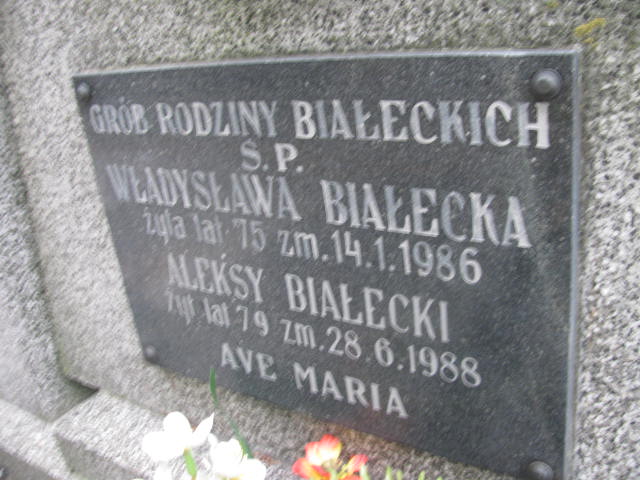 GRÓB RODZINY BIAŁECKICH
Ś.P.
WŁADYSŁAWA BIAŁECKA
żyła lat 75 zm. 14.1.1986
ALEKSY BIAŁECKI
żył lat 79 zm. 28.6.1988
AVE MARIA